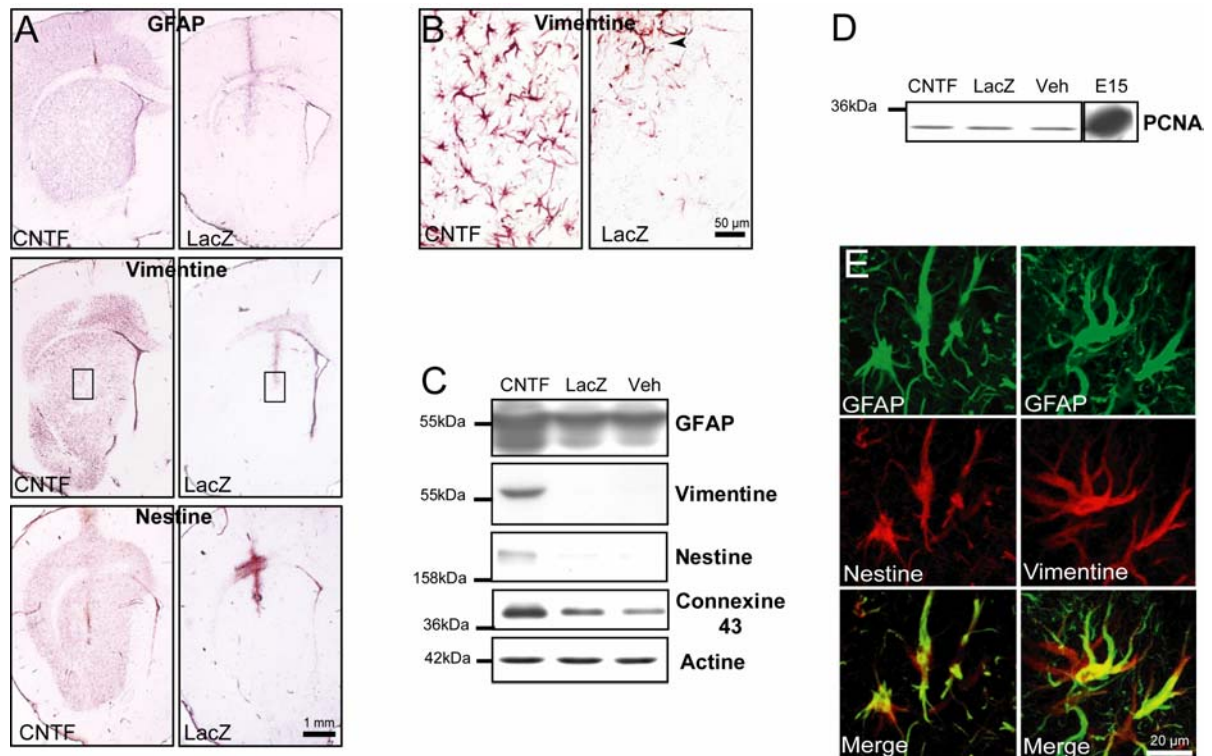 A
GFAP
CNTF
LacZ
Vimentine
CNTF
LacZ
Nestine
CNTF
LacZ
1 mm
B
Vimentine
CNTF
LacZ
50 µm
C
CNTF LacZ Veh
55kDa
GFAP
55kDa
Vimentine
Nestine
158kDa
Connexine
43
36kDa
42kDa
Actine
D
CNTF LacZ Veh E15
36kDa
PCNA
E
GFAP
GFAP
Nestine
Vimentine
Merge
Merge
20 µm